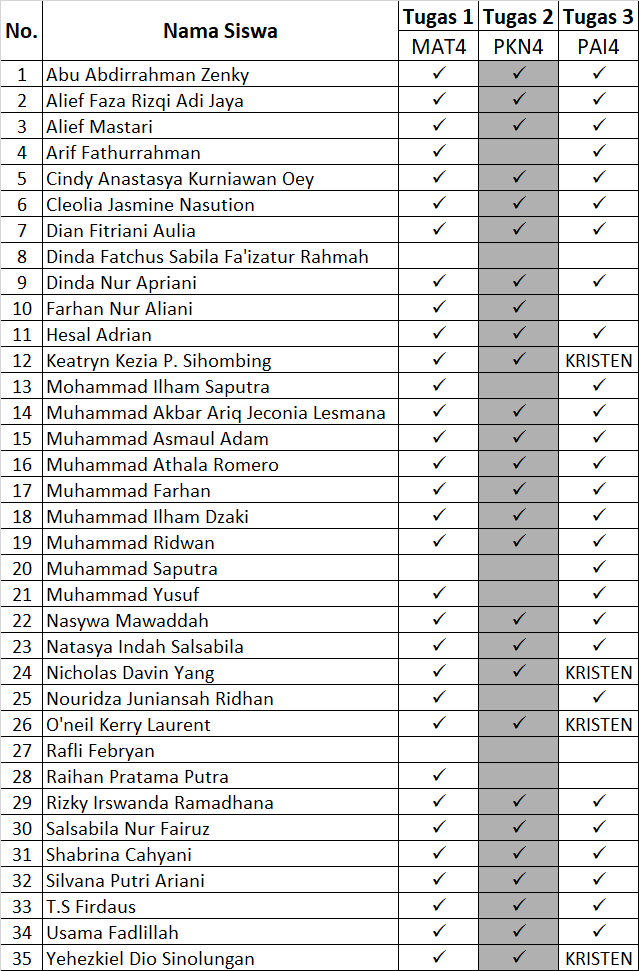 No. Nama Siswa Tugas 1 Tugas 2 Tugas 3
MAT4 PKN4 PAI4
1 Abu Abdirrahman Zenky ✓ ✓ ✓
2 Alief Faza Rizqi Adi Jaya ✓ ✓ ✓
3 Alief Mastari ✓ ✓ ✓
4 Arif Fathurrahman ✓ ✓
5 Cindy Anastasya Kurniawan Oey ✓ ✓ ✓
6 Cleolia Jasmine Nasution ✓ ✓ ✓
7 Dian Fitriani Aulia ✓ ✓ ✓
8 Dinda Fatchus Sabila Fa'izatur Rahmah
9 Dinda Nur Apriani ✓ ✓ ✓
10 Farhan Nur Aliani ✓ ✓
11 Hesal Adrian ✓ ✓ ✓
12 Keatryn Kezia P. Sihombing ✓ ✓ KRISTEN
13 Mohammad Ilham Saputra ✓ ✓
14 Muhammad Akbar Ariq Jeconia Lesmana ✓ ✓ ✓
15 Muhammad Asmaul Adam ✓ ✓ ✓
16 Muhammad Athala Romero ✓ ✓ ✓
17 Muhammad Farhan ✓ ✓ ✓
18 Muhammad Ilham Dzaki ✓ ✓ ✓
19 Muhammad Ridwan ✓ ✓ ✓
20 Muhammad Saputra ✓
21 Muhammad Yusuf ✓ ✓
22 Nasywa Mawaddah ✓ ✓ ✓
23 Natasya Indah Salsabila ✓ ✓ ✓
24 Nicholas Davin Yang ✓ ✓ KRISTEN
25 Nouridza Juniansah Ridhan ✓ ✓
26 O'neil Kerry Laurent ✓ ✓ KRISTEN
27 Rafli Febryan
28 Raihan Pratama Putra ✓
29 Rizky Irswanda Ramadhana ✓ ✓ ✓
30 Salsabila Nur Fairuz ✓ ✓ ✓
31 Shabrina Cahyani ✓ ✓ ✓
32 Silvana Putri Ariani ✓ ✓ ✓
33 T.S Firdaus ✓ ✓ ✓
34 Usama Fadlillah ✓ ✓ ✓
35 Yehezkiel Dio Sinolungan ✓ ✓ KRISTEN